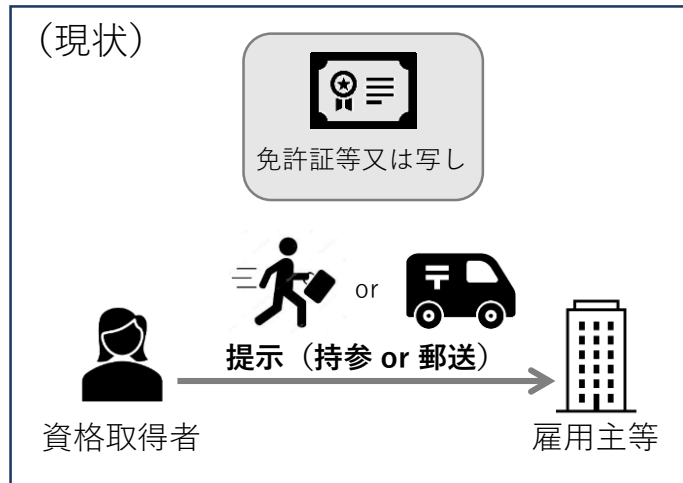 （現状）
免許証等又は写し
or
提示（持参 or 郵送）
資格取得者
雇用主等